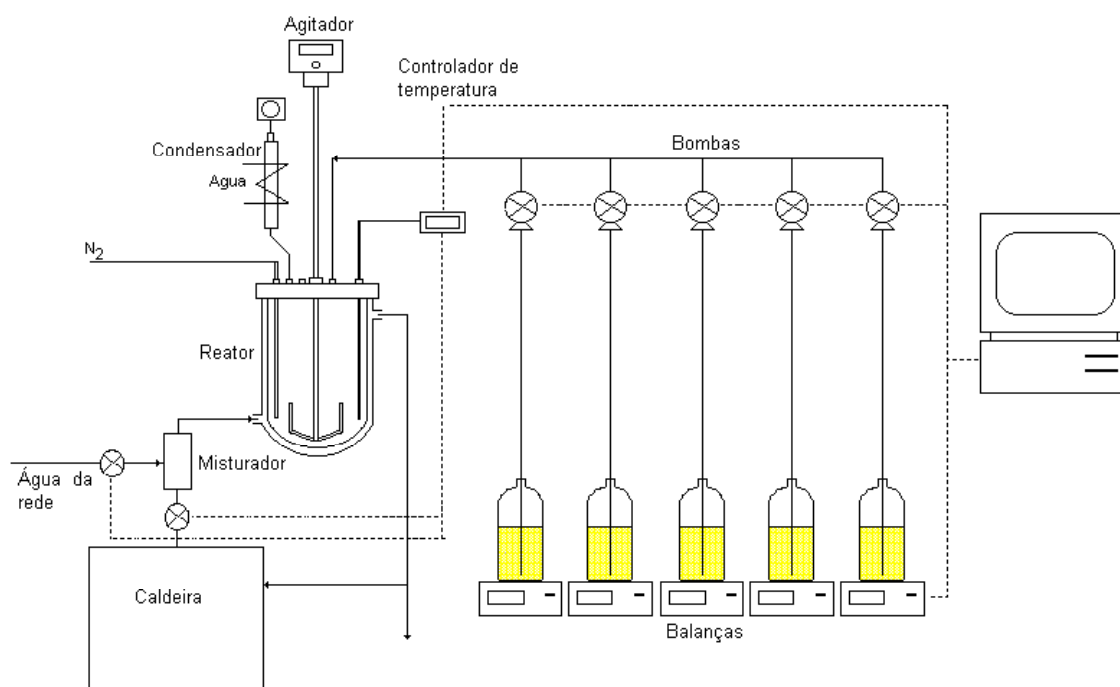 Agitador
Controlador de
temperatura
Condensador
Agua
Bombas
N2
Reator
Misturador
Água da
rede
Caldeira
Balanças